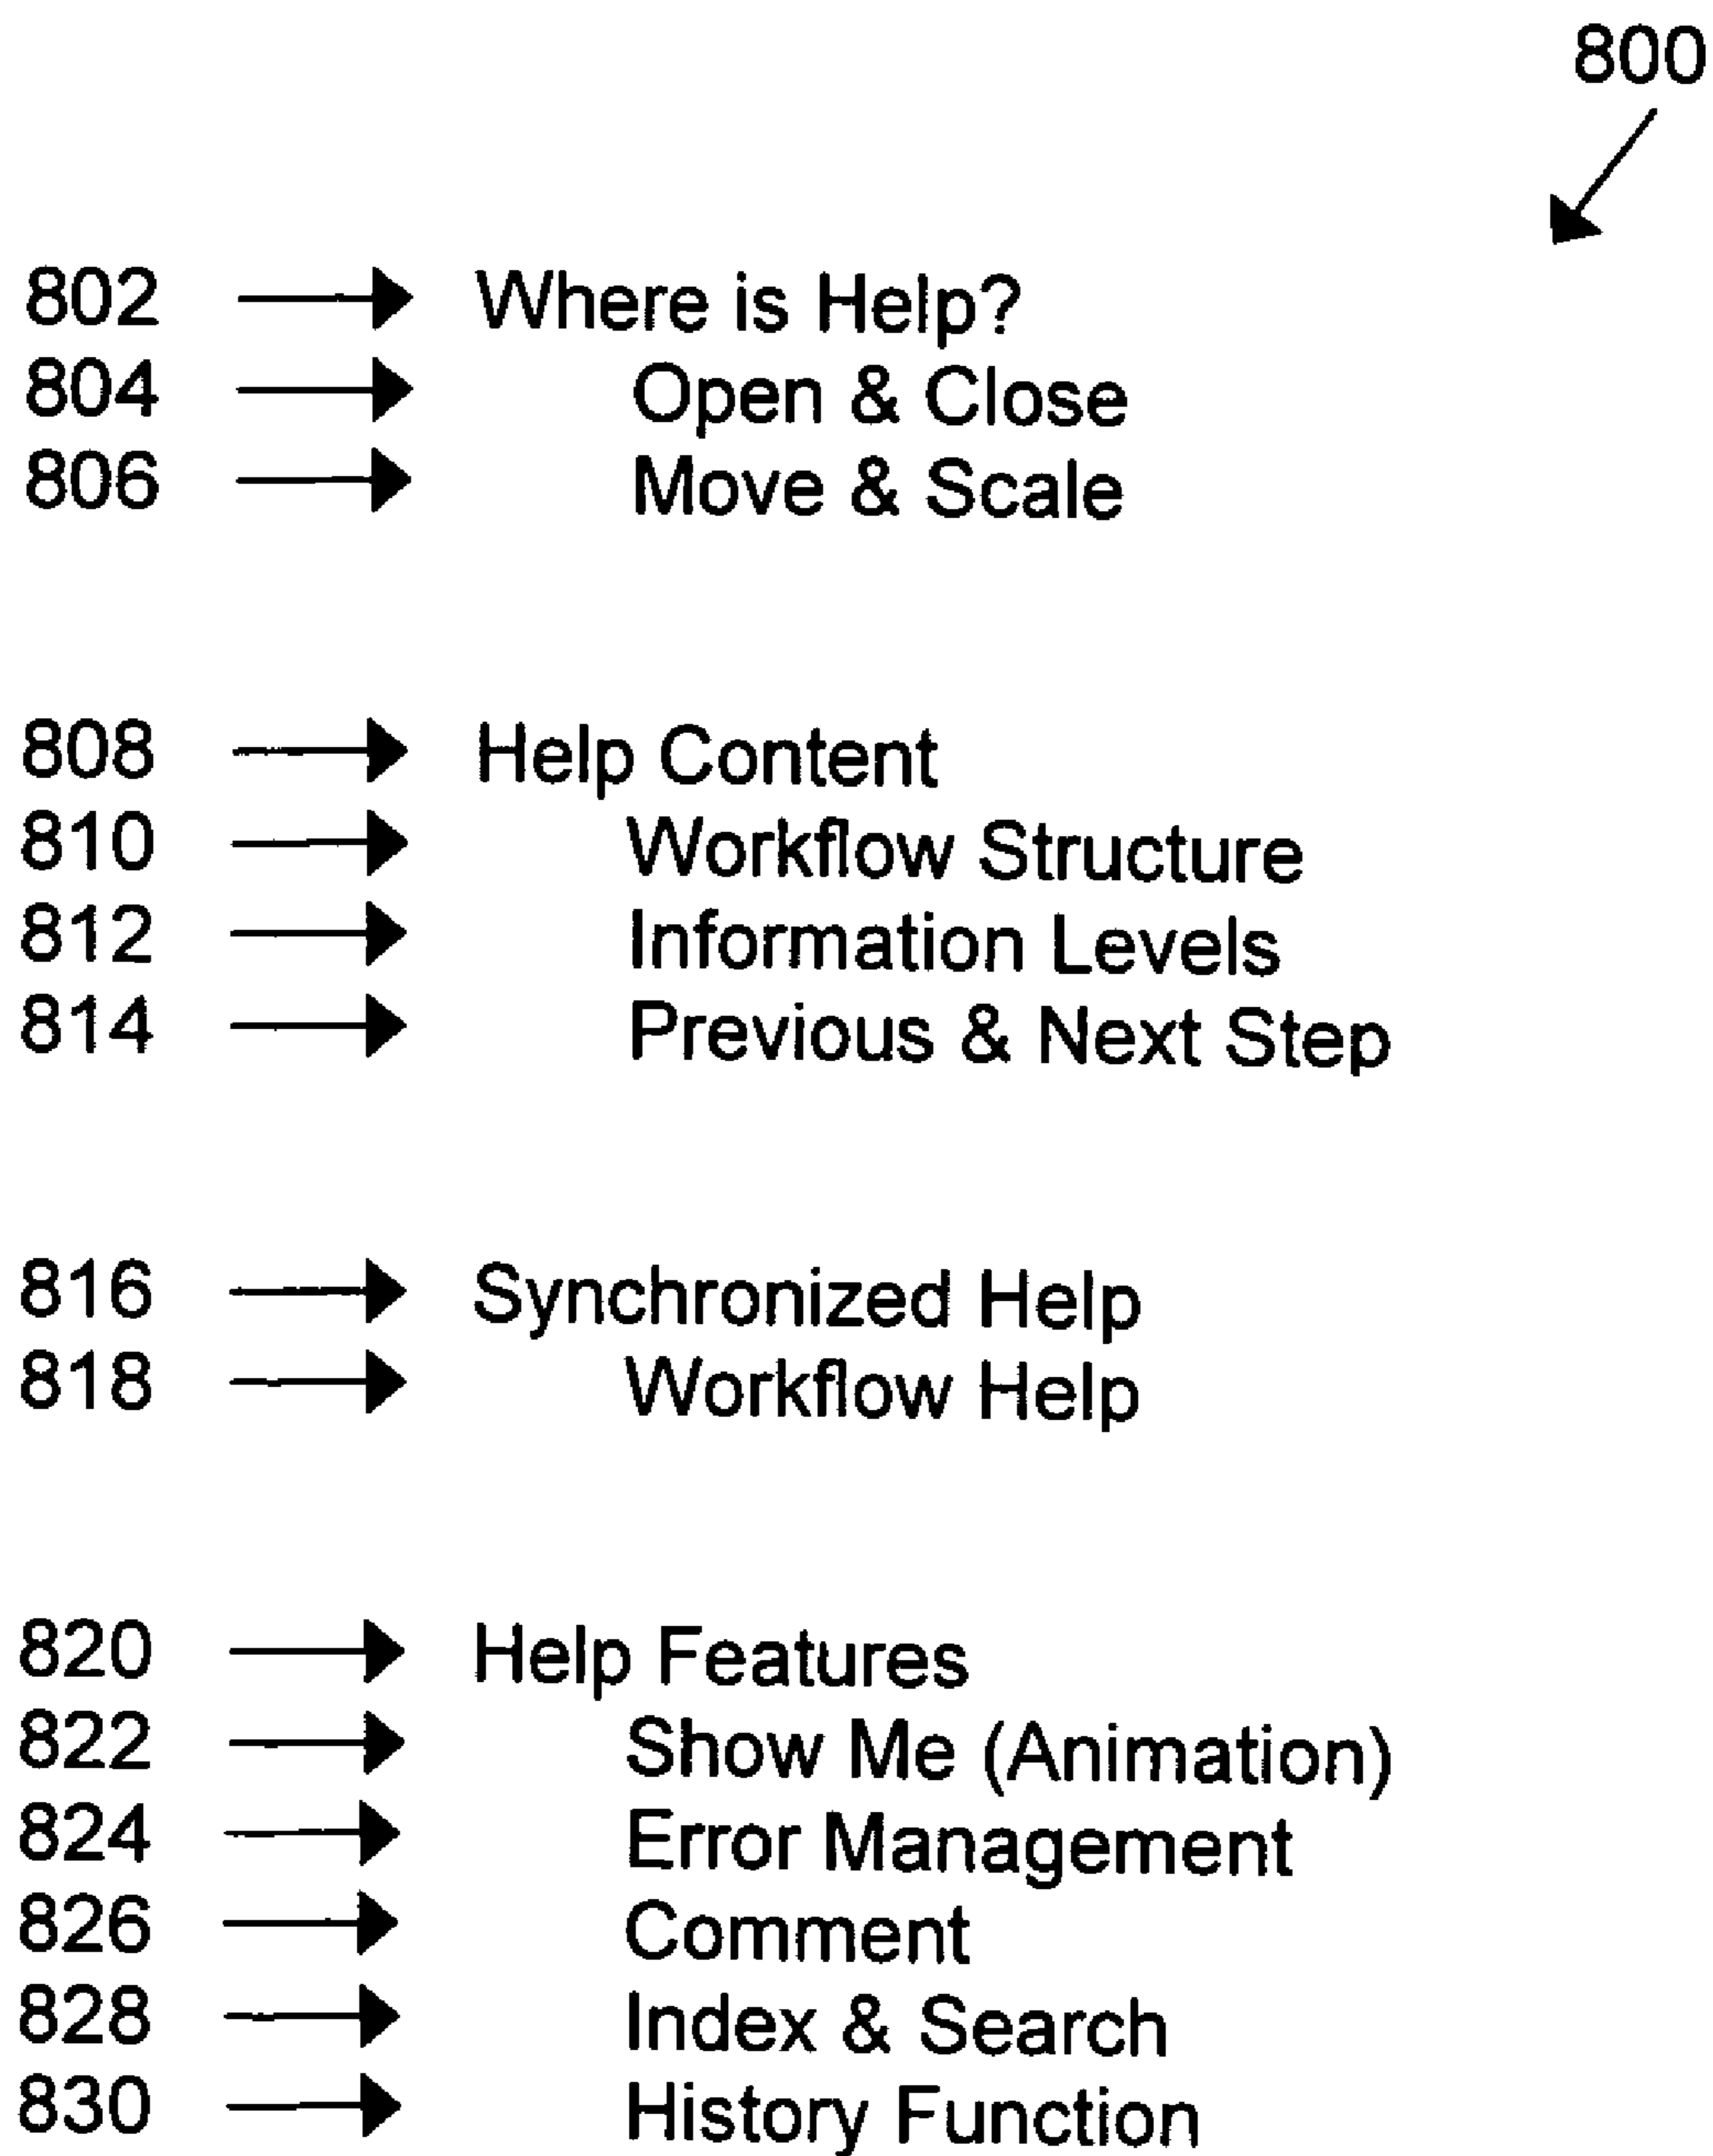 800
802 Where is Help?
804 Open & Close
806 Move & Scale
808 Help Content
810 Workflow Structure
812 Information Levels
814 Previous & Next Step
816 Synchronized Help
818 Workflow Help
820 Help Features
822 Show Me (Animation)
824 Error Management
826 Comment
828 Index & Search
830 History Function